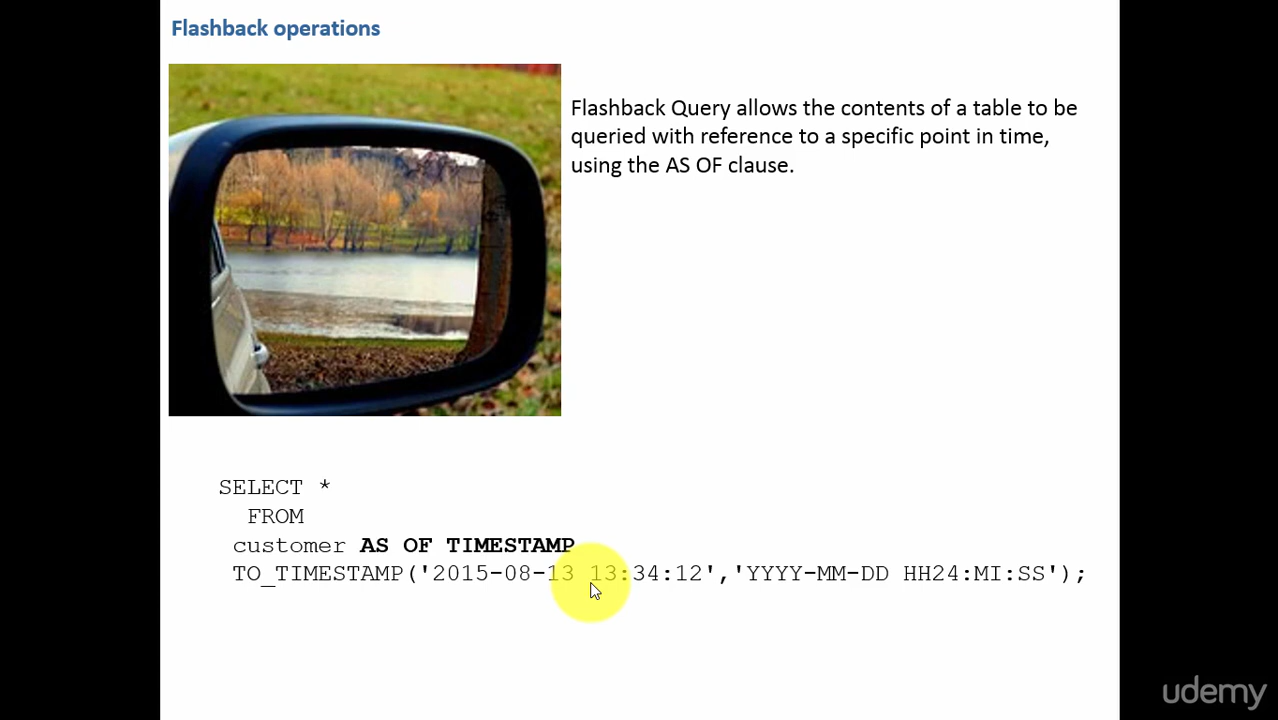 Flashback operations
Flashback Query allows the contents of a table to be
queried with reference to a specific point in time,
using the AS OF clause.
SELECT *
FROM
customer AS OF TIMESTAMP
TO_TIMESTAMP('2015-08-13 13:34:12','YYYY-MM-DD HH24:MI:SS');
udemy